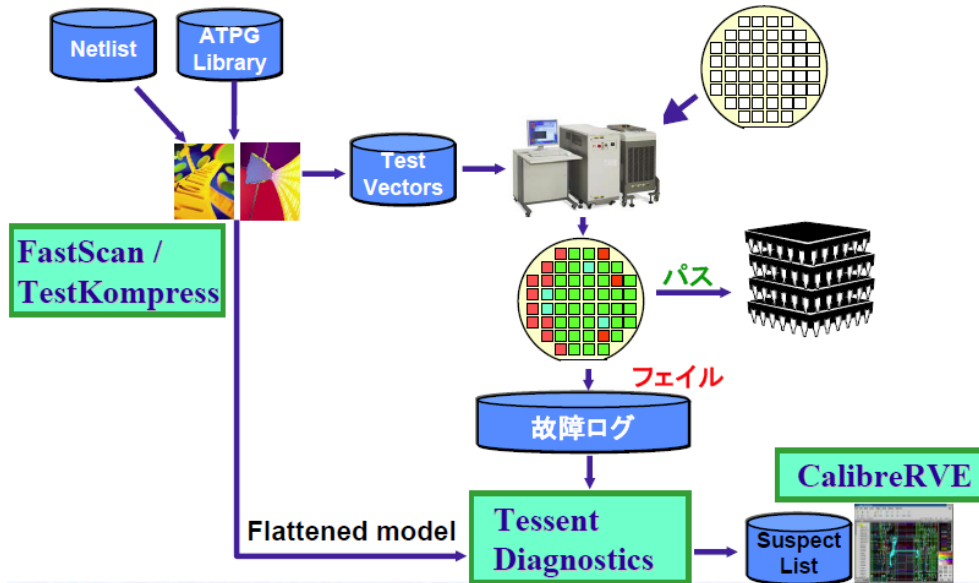 Netlist
ATPG
Library
Test
Vectors
FastScan /
TestKompress
パス
フェイル
故障ログ
CalibreRVE
Flattened model
Tessent
Diagnostics
Suspect
List